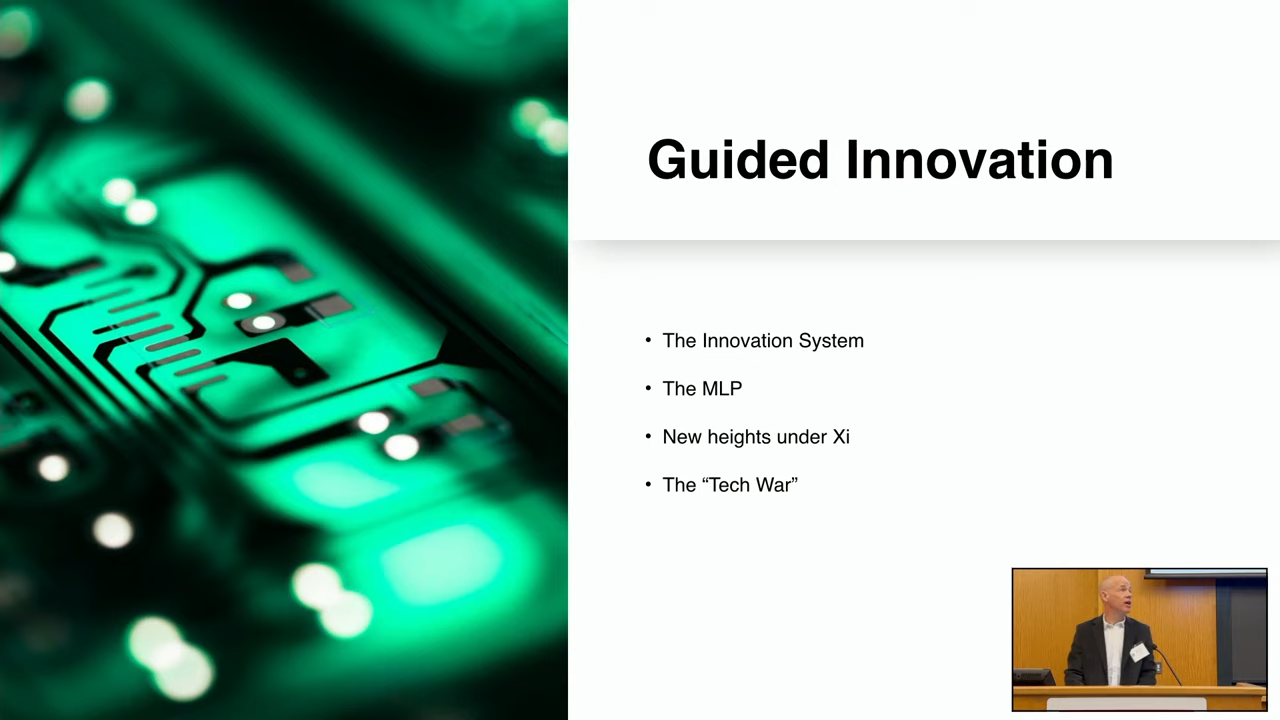 Guided Innovation
• The Innovation System
• The MLP
• New heights under Xi
• The “Tech War”